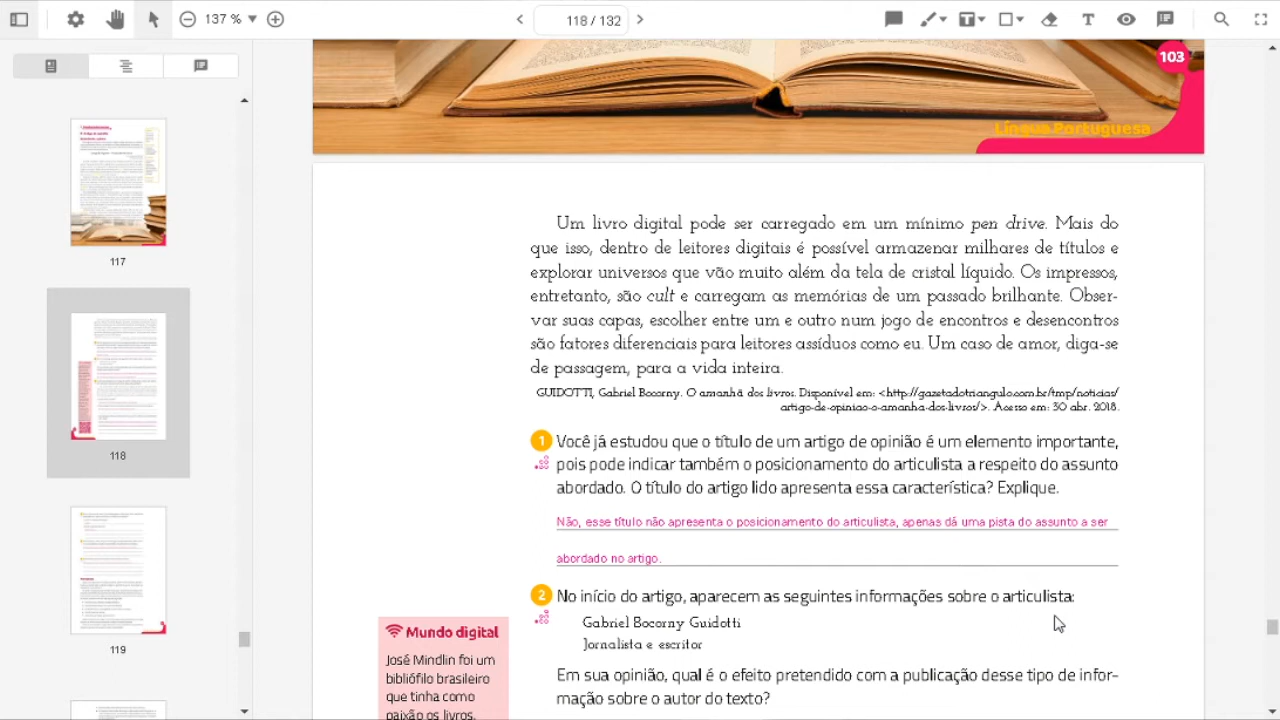 137 %
118 / 132
117
118
119
103
Língua Portuguesa
Um livro digital pode ser carregado em um mínimo pen drive. Mais do
que isso, dentro de leitores digitais é possível armazenar milhares de títulos e
explorar universos que vão muito além da tela de cristal líquido. Os impressos,
entretanto, são cult e carregam as memórias de um passado brilhante. Obser-
capas, escolher entre um e outro em um jogo de encontros e desencontros
são fatores diferenciais para leitores assíduos como eu. Um caso de amor, diga-se
de passagem, para a vida inteira.
Gabriel Bocorny. O amanhã dos livros. Disponível em: <http://gazetadotriangulo.com.br/tmp/noticias/
artigo-de-opiniao-o-amanha-dos-livros/>. Acesso em: 30 abr. 2018.
1 Você já estudou que o título de um artigo de opinião é um elemento importante,
pois pode indicar também o posicionamento do articulista a respeito do assunto
abordado. O título do artigo lido apresenta essa característica? Explique.
esse título não apresenta o posicionamento do articulista, apenas dá uma pista do assunto a ser
abordado no artigo.
2 No início do artigo, aparecem as seguintes informações sobre o articulista:
Gabriel Bocorny Guidotti
Jornalista e escritor
Em sua opinião, qual é o efeito pretendido com a publicação desse tipo de infor-
mação sobre o autor do texto?
Mundo digital
José Mindlin foi um
bibliófilo brasileiro
que tinha como
paixão os livros.